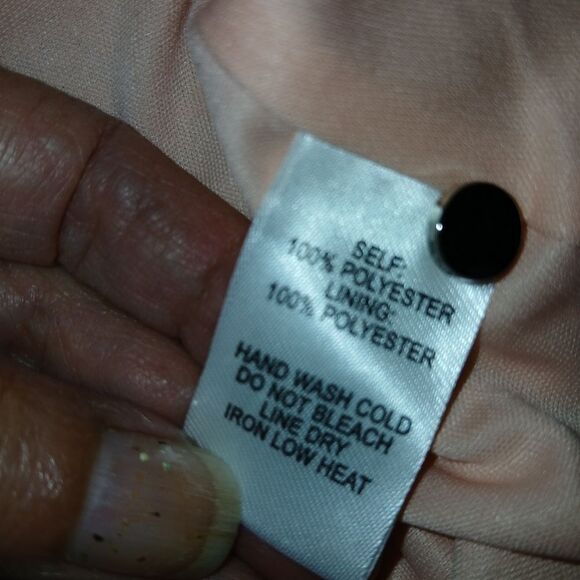 SELF:
100% POLYESTER
LINING:
100% POLYESTER
HAND WASH COLD
DO NOT BLEACH
LINE DRY
IRON LOW HEAT